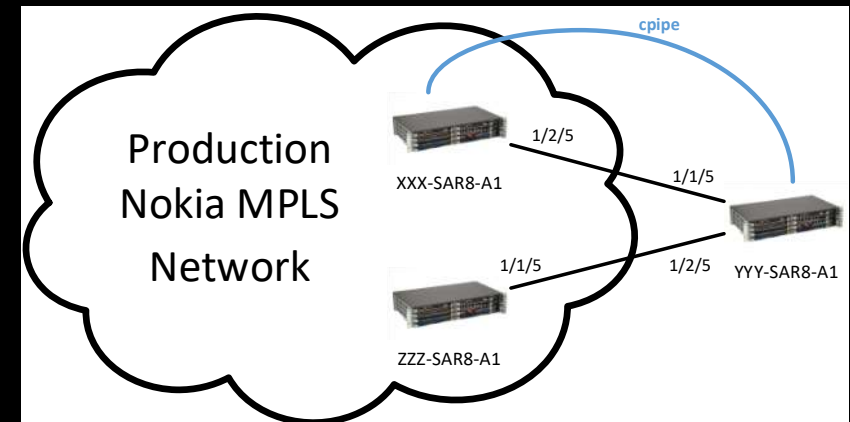 cpipe
Production
Nokia MPLS
Network
1/2/5
XXX-SAR8-A1
1/1/5
1/1/5
1/2/5
YYY-SAR8-A1
ZZZ-SAR8-A1